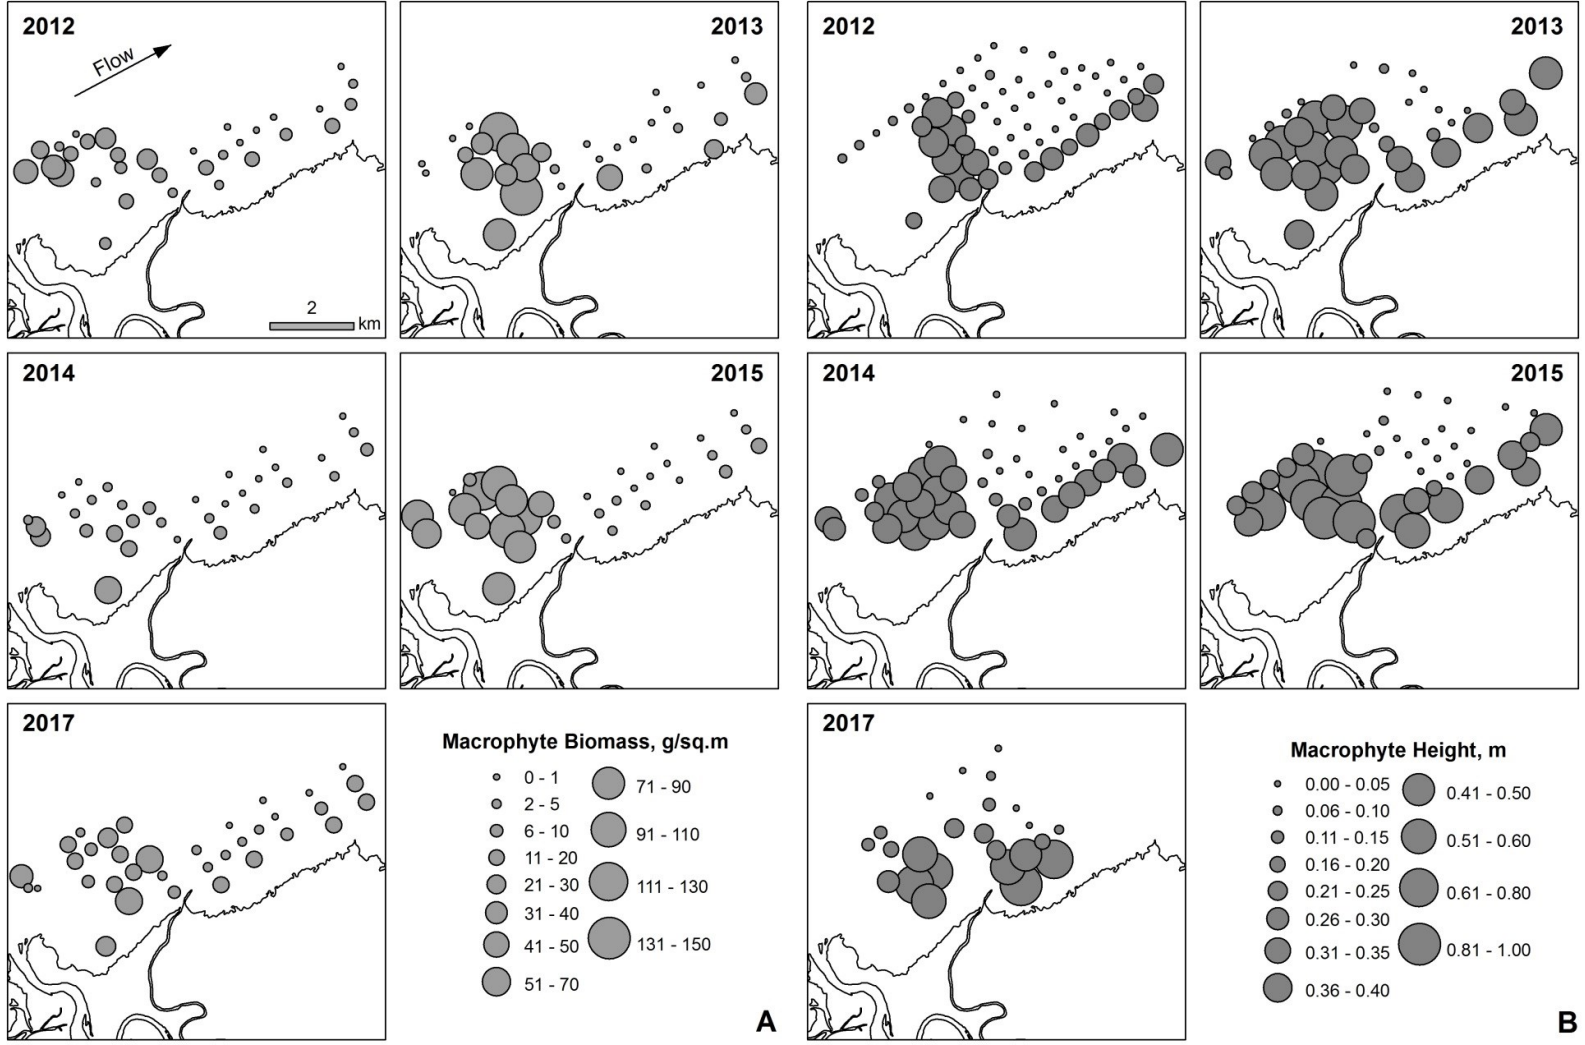 2012
Flow
2
km
2013
2012
2013
2014
2015
2014
2015
2017
Macrophyte Biomass, g/sq.m
0 - 1
2 - 5
6 - 10
11 - 20
21 - 30
31 - 40
41 - 50
51 - 70
71 - 90
91 - 110
111 - 130
131 - 150
A
2017
Macrophyte Height, m
0.00 - 0.05
0.06 - 0.10
0.11 - 0.15
0.16 - 0.20
0.21 - 0.25
0.26 - 0.30
0.31 - 0.35
0.36 - 0.40
0.41 - 0.50
0.51 - 0.60
0.61 - 0.80
0.81 - 1.00
B